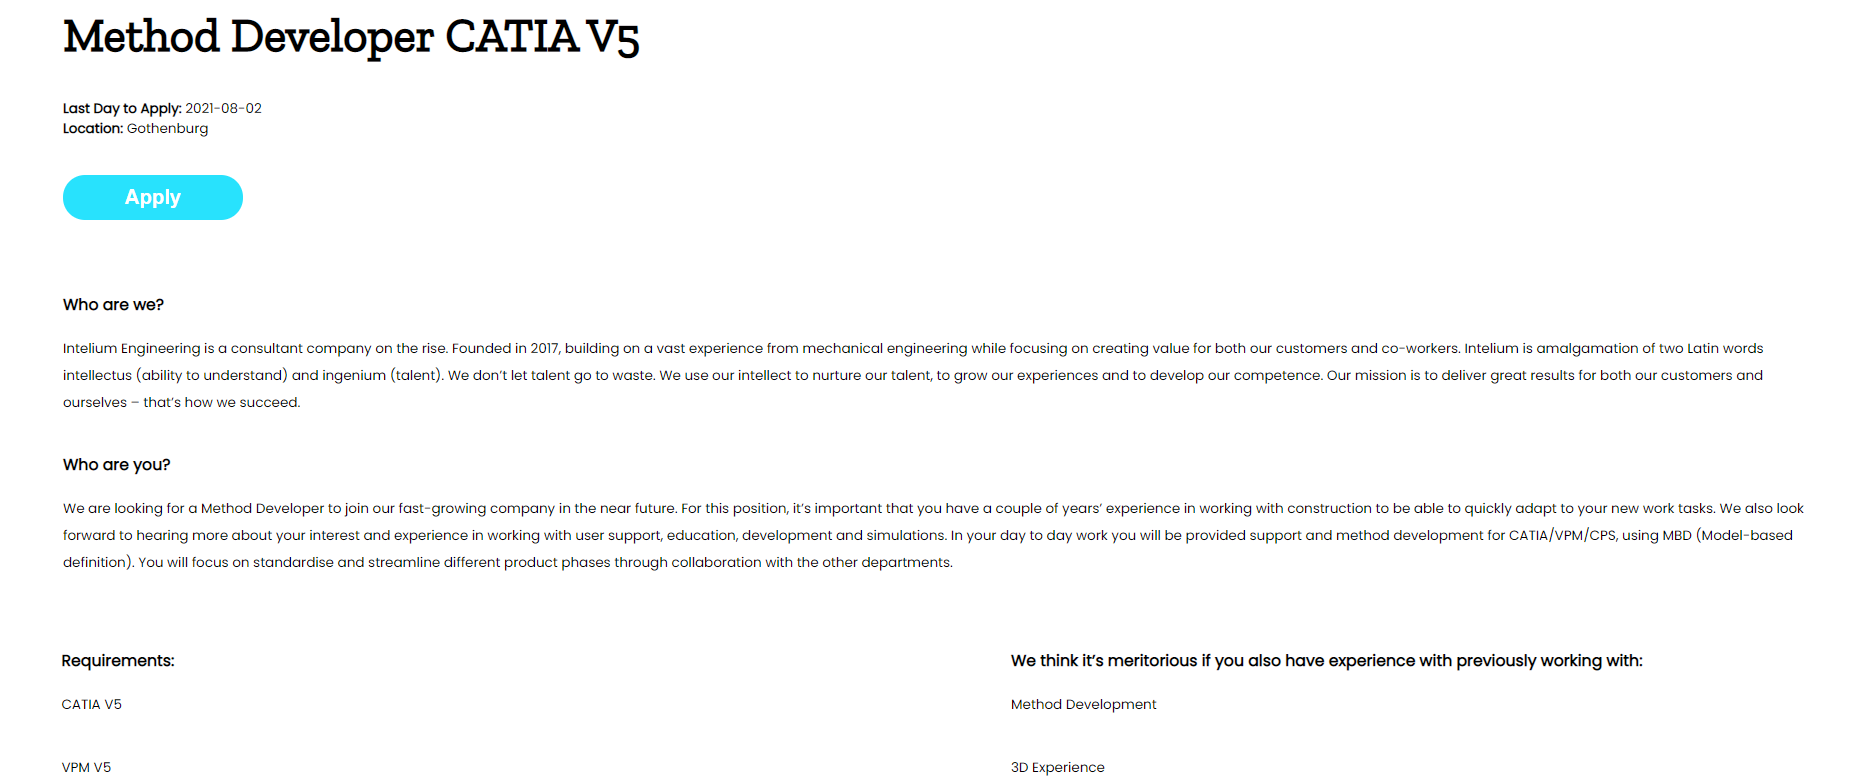 Method Developer CATIA V5
Last Day to Apply: 2021-08-02
Location: Gothenburg
Apply
Who are we?
Intelium Engineering is a consultant company on the rise. Founded in 2017, building on a vast experience from mechanical engineering while focusing on creating value for both our customers and co-workers. Intelium is amalgamation of two Latin words
intellectus (ability to understand) and ingenium (talent). We don’t let talent go to waste. We use our intellect to nurture our talent, to grow our experiences and to develop our competence. Our mission is to deliver great results for both our customers and
ourselves – that’s how we succeed.
Who are you?
We are looking for a Method Developer to join our fast-growing company in the near future. For this position, it’s important that you have a couple of years’ experience in working with construction to be able to quickly adapt to your new work tasks. We also look
forward to hearing more about your interest and experience in working with user support, education, development and simulations. In your day to day work you will be provided support and method development for CATIA/VPM/CPS, using MBD (Model-based
definition). You will focus on standardise and streamline different product phases through collaboration with the other departments.
Requirements:
CATIA V5
VPM V5
We think it’s meritorious if you also have experience with previously working with:
Method Development
3D Experience